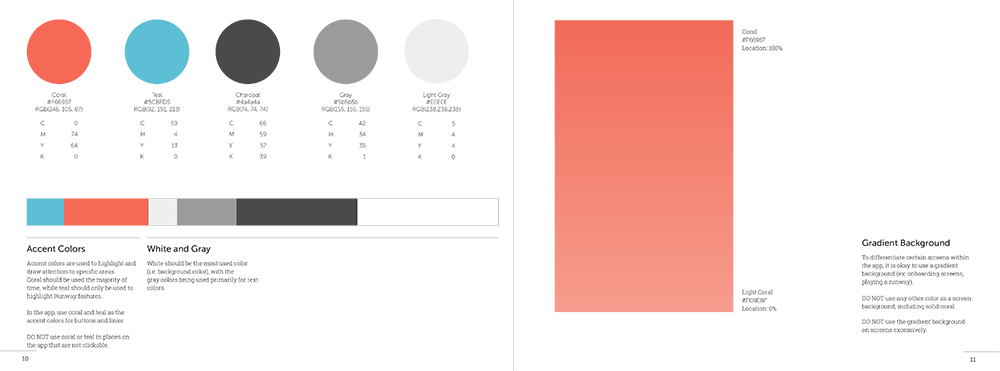 Coral
#F66957
RGB(246, 105, 87)
C 0
M 74
Y 64
K 0
Teal
#5CBFD5
RGB(92, 191, 213)
C 59
M 4
Y 13
K 0
Charcoal
#4a4a4a
RGB(74, 74, 74)
C 66
M 59
Y 57
K 39
Gray
#9b9b9b
RGB(155, 155, 155)
C 42
M 34
Y 35
K 1
Light Gray
#EEEEEE
RGB(238,238,238)
C 5
M 4
Y 4
K 0
Accent Colors
Accent colors are used to highlight and
draw attention to specific areas.
Coral should be used the majority of
time, while teal should only be used to
highlight Runway features.
In the app, use coral and teal as the
accent colors for buttons and links.
DO NOT use coral or teal in places on
the app that are not clickable.
White and Gray
White should be the most used color
(i.e. background color), with the
gray colors being used primarily for text
colors.
10
Coral
#F66957
Location: 100%
Light Coral
#FC9E8F
Location: 0%
Gradient Background
To differentiate certain screens within
the app, it is okay to use a gradient
background (ex: onboarding screens,
playing a runway).
DO NOT use any other color as a screen
background, including solid coral.
DO NOT use the gradient background
on screens excessively.
11